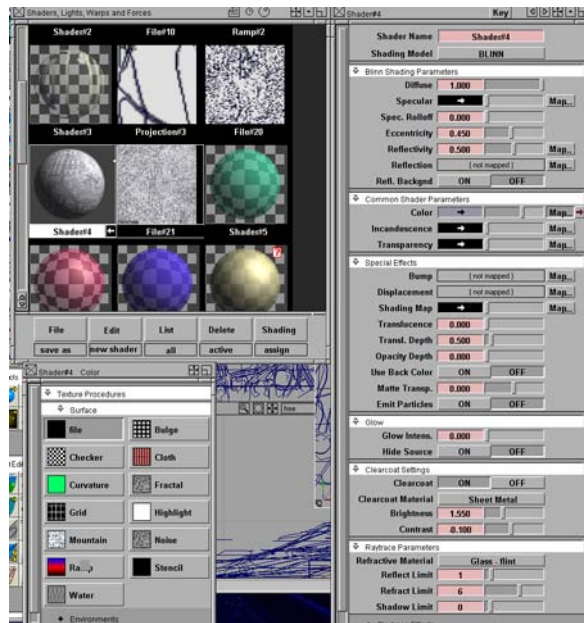 Shaders, Lights, Warps and Forces
Shader#2 File#10 Ramp#2
Shader#3 Projection#3 File#20
Shader#4 File#21 Shader#5
File Edit List Delete Shading
save as new shader all active assign
Shader#4 Color
Texture Procedures
Surface
file Bulge
Checker Cloth
Curvature Fractal
Grid Highlight
Mountain Noise
Stencil
Water
Environments
free
Shader#4 Key
Shader Name Shader#4
Shading Model BLINN
Blinn Shading Parameters
Diffuse 1.000
Specular Map..
Spec. Rolloff 0.000
Eccentricity 0.450
Reflectivity 0.500 Map..
Reflection ( not mapped ) Map..
Refl. Backgnd ON OFF
Common Shader Parameters
Color Map..
Incandescence Map..
Transparency Map..
Special Effects
Bump ( not mapped ) Map..
Displacement ( not mapped ) Map..
Shading Map Map..
Translucence 0.000
Transl. Depth 0.500
Opacity Depth 0.000
Use Back Color ON OFF
Matte Transp. 0.000
Emit Particles ON OFF
Glow
Glow Intens. 0.000
Hide Source ON OFF
Clearcoat Settings
Clearcoat ON OFF
Clearcoat Material Sheet Metal
Brightness 1.550
Contrast -0.100
Raytrace Parameters
Refractive Material Glass - flint
Reflect Limit 1
Refract Limit 6
Shadow Limit 0